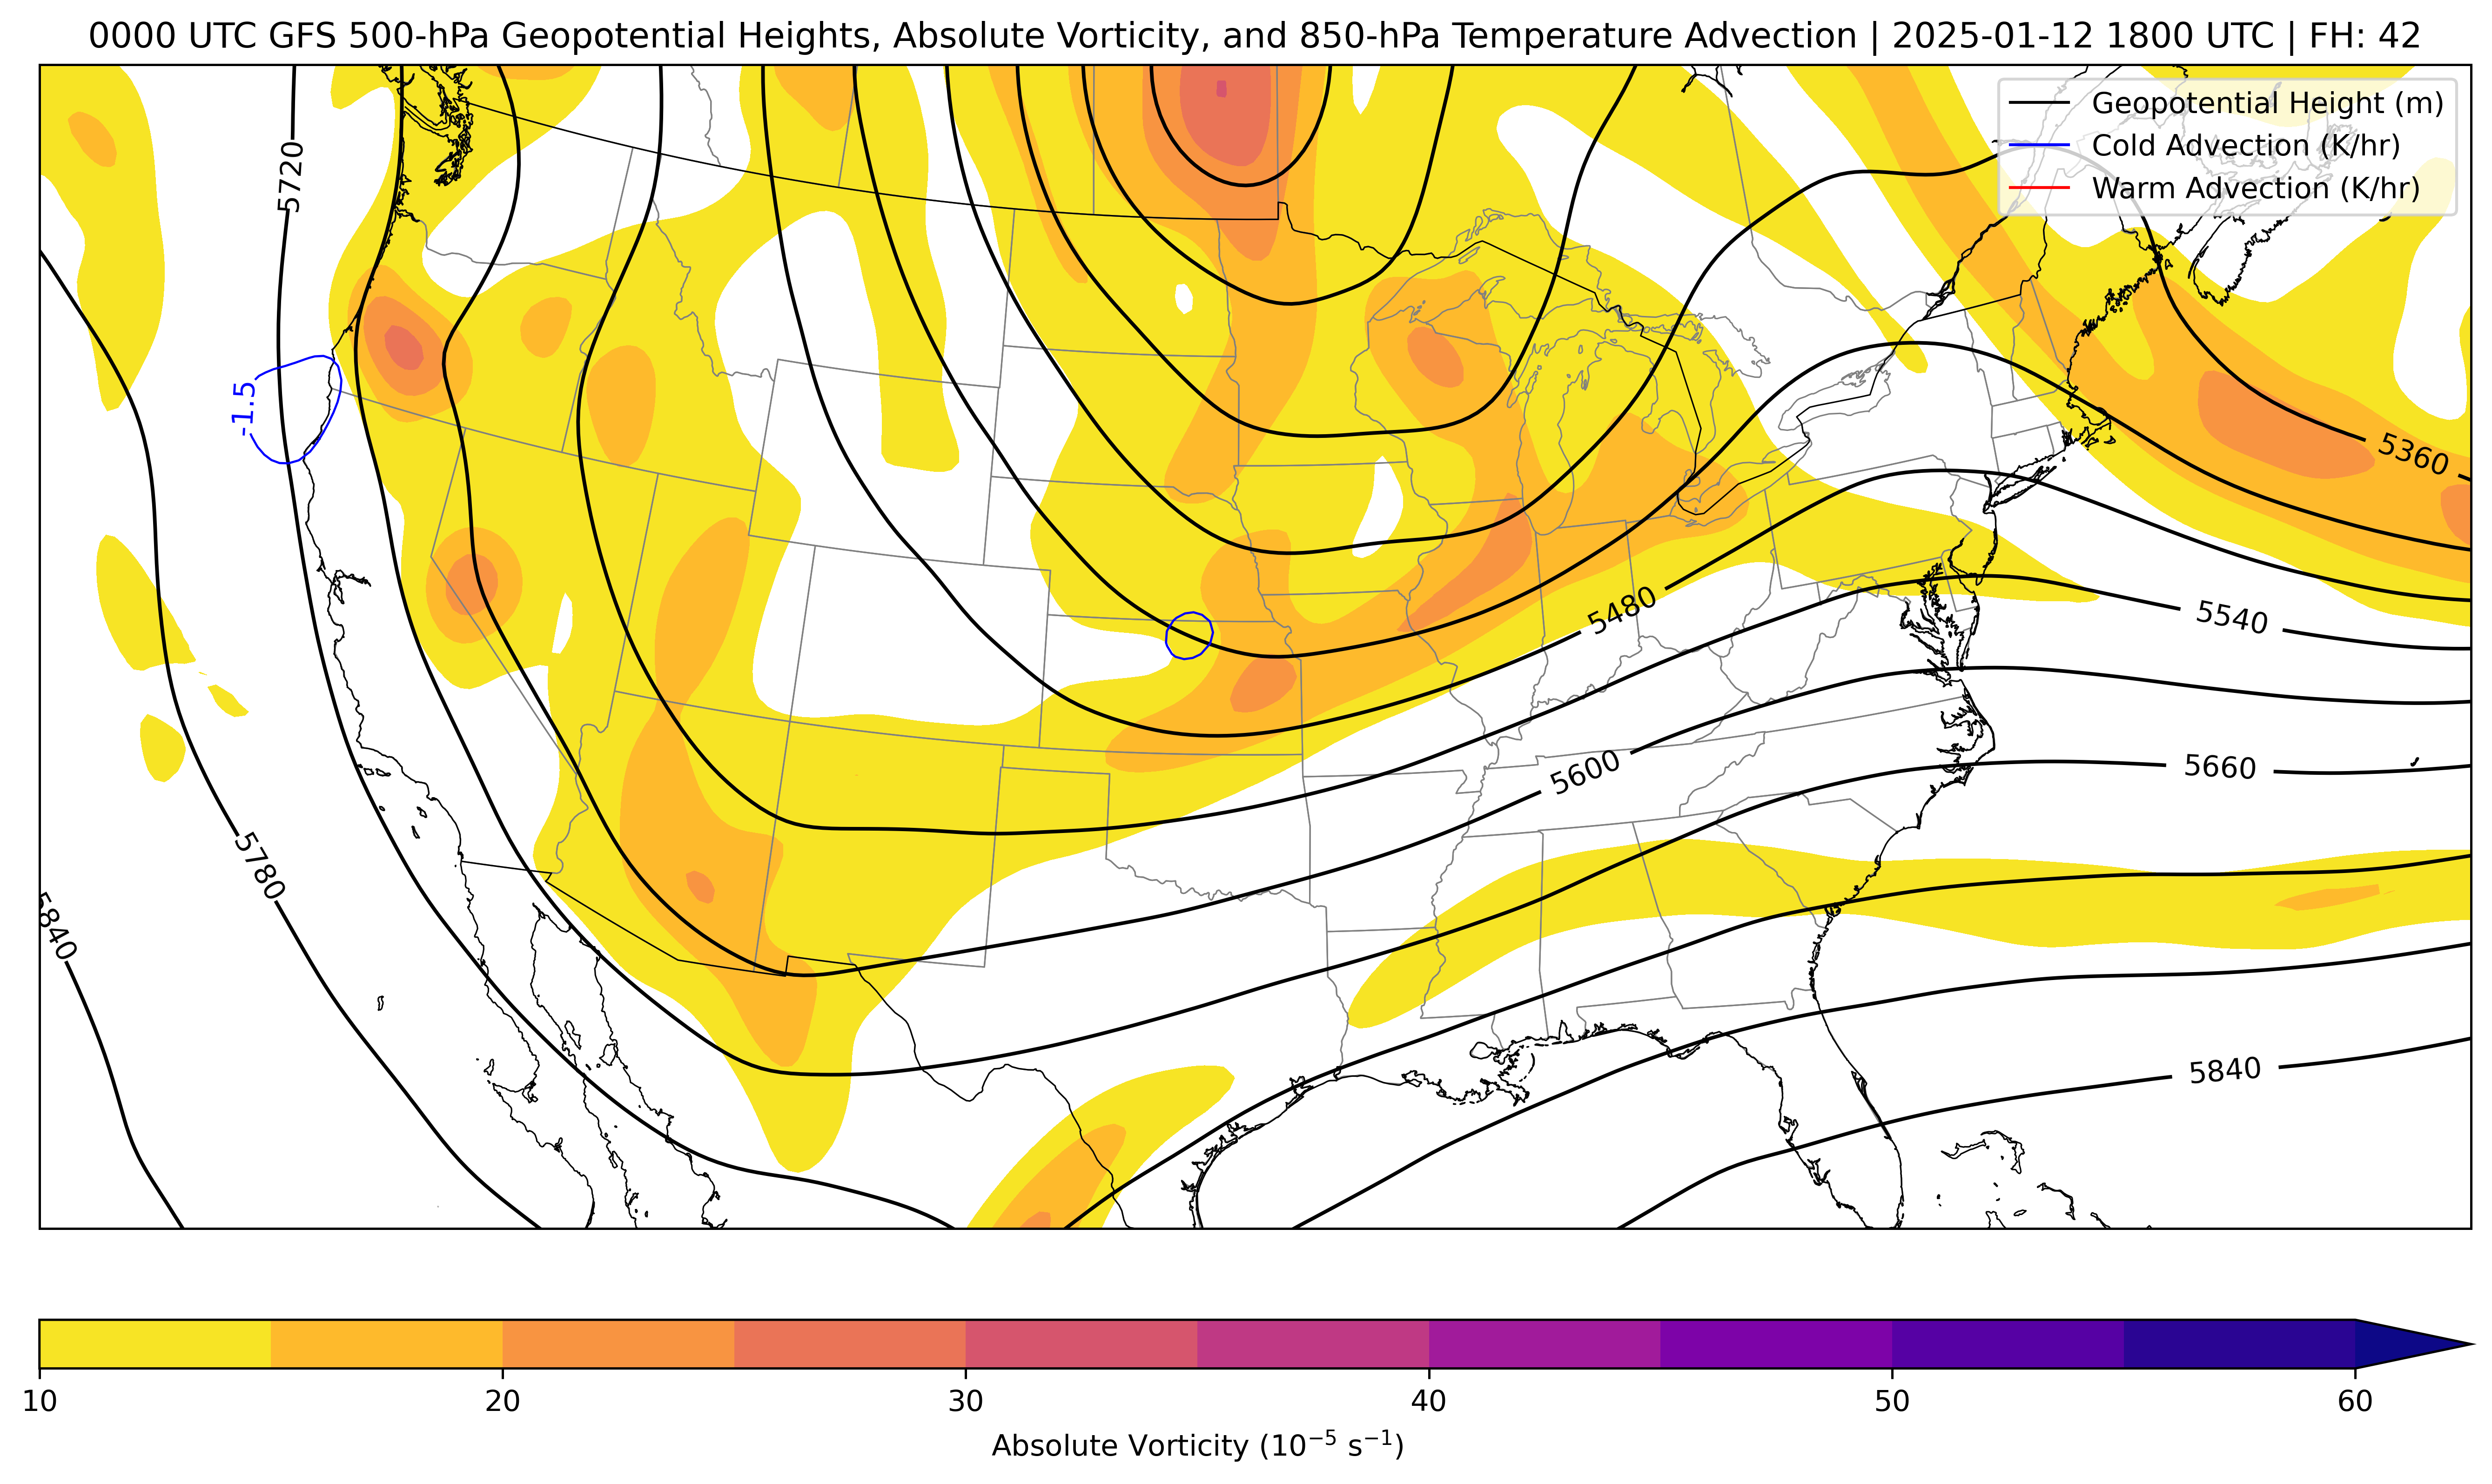 0000 UTC GFS 500-hPa Geopotential Heights, Absolute Vorticity, and 850-hPa Temperature Advection | 2025-01-12 1800 UTC | FH: 42
Geopotential Height (m)
Cold Advection (K/hr)
Warm Advection (K/hr)
5720
-1.5
5360
5480
5540
5600
5660
5780
5840
5840
10 20 30 40 50 60
Absolute Vorticity (10⁻⁵ s⁻¹)